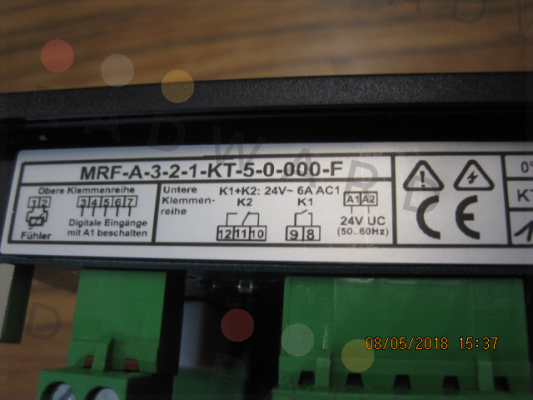 MRF-A-3-2-1-KT-5-0-000-F
Obere Klemmenreihe
1 2 3 4 5 6 7
Fühler
Digitale Eingänge
mit A1 beschalten
Untere
Klemmen-
reihe
K1+K2: 24V~ 6A AC1
K2 K1
12 11 10 9 8
A1 A2
24V UC
(50..60Hz)
CE
08/05/2018 15:37